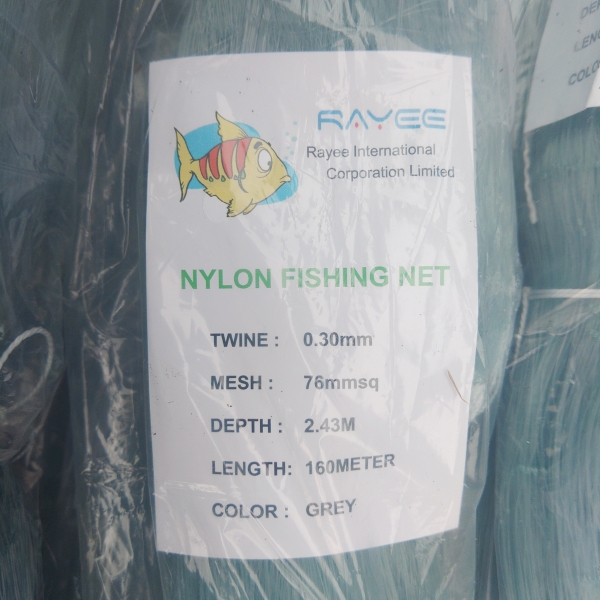 RAYEE
Rayee International
Corporation Limited
NYLON FISHING NET
TWINE : 0.30mm
MESH : 76mmsq
DEPTH : 2.43M
LENGTH: 160METER
COLOR : GREY